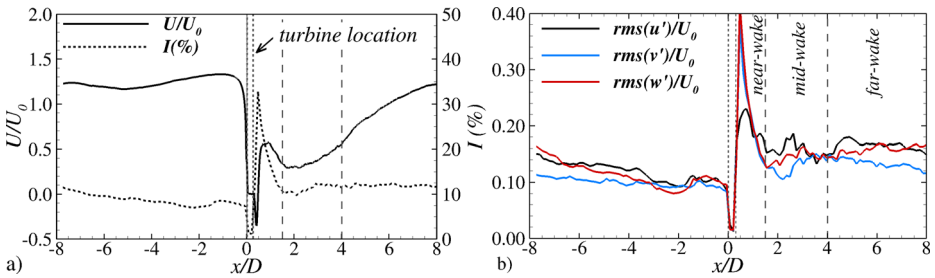 a)
2.0
1.5
1.0
0.5
0.0
-0.5
U/U0
U/U0
I(%)
turbine location
50
40
30
20
10
0
I (%)
-8 -6 -4 -2 0 2 4 6 8
x/D
b)
0.40
0.30
0.20
0.10
0.00
rms(u')/U0
rms(v')/U0
rms(w')/U0
near-wake
mid-wake
far-wake
-8 -6 -4 -2 0 2 4 6 8
x/D